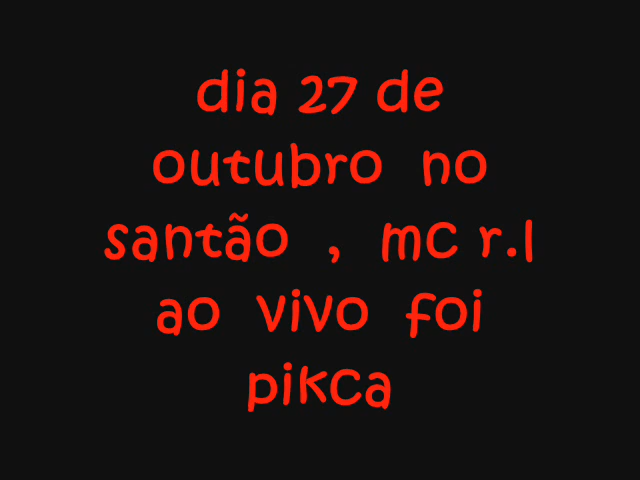 dia 27 de
outubro no
santão , mc r.l
ao vivo foi
pikca